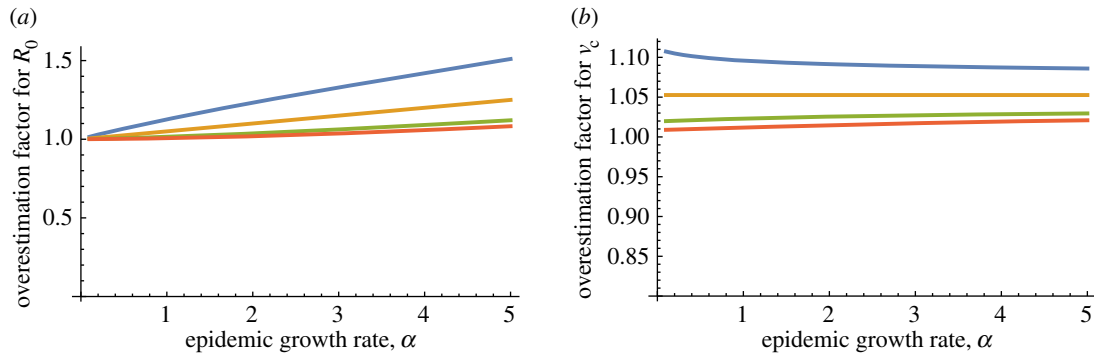 (a)
overestimation factor for R0
1.5
1.0
0.5
1 2 3 4 5
epidemic growth rate, α
(b)
overestimation factor for vc
1.10
1.05
1.00
0.95
0.90
0.85
1 2 3 4 5
epidemic growth rate, α